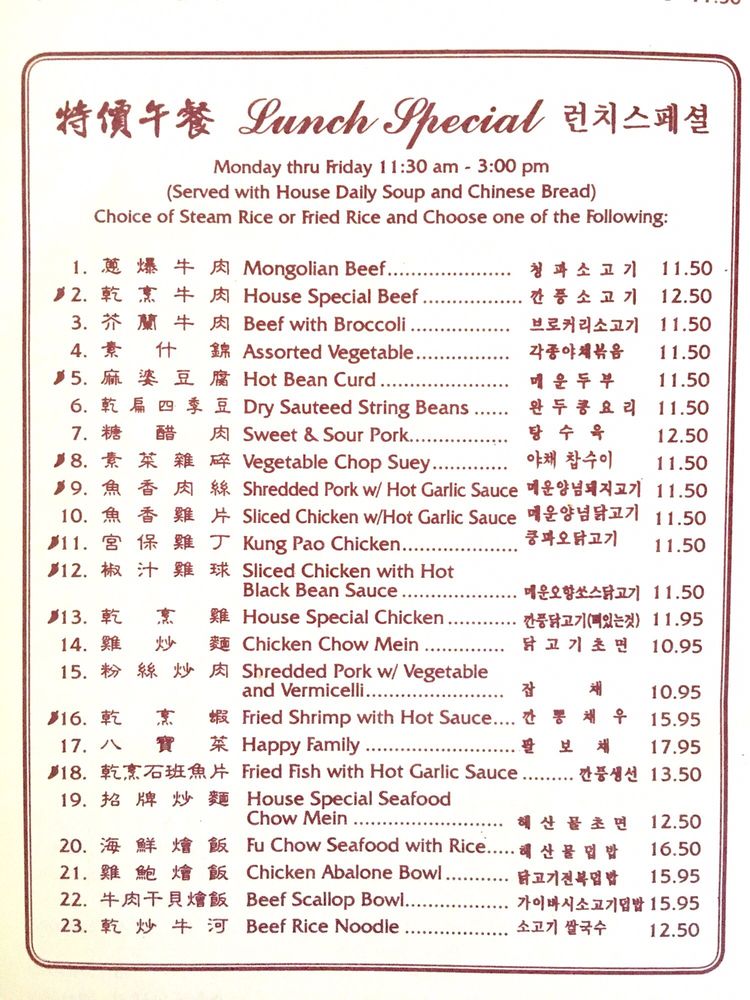 特價午餐 Lunch Special 런치스페셜
Monday thru Friday 11:30 am - 3:00 pm
(Served with House Daily Soup and Chinese Bread)
Choice of Steam Rice or Fried Rice and Choose one of the Following:
1. 蔥爆牛肉 Mongolian Beef.................... 청파소고기 11.50
2. 乾烹牛肉 House Special Beef ................ 깐풍소고기 12.50
3. 芥蘭牛肉 Beef with Broccoli ................ 브로커리소고기 11.50
4. 素什錦 Assorted Vegetable............... 각종야채볶음 11.50
5. 麻婆豆腐 Hot Bean Curd ..................... 매운두부 11.50
6. 乾扁四季豆 Dry Sauteed String Beans ...... 완두콩요리 11.50
7. 糖醋肉 Sweet & Sour Pork................ 탕수육 12.50
8. 素菜雜碎 Vegetable Chop Suey............ 야채찹수이 11.50
9. 魚香肉絲 Shredded Pork w/ Hot Garlic Sauce 매운양념돼지고기 11.50
10. 魚香雞片 Sliced Chicken w/Hot Garlic Sauce 매운양념닭고기 11.50
11. 宮保雞丁 Kung Pao Chicken................... 쿵파오닭고기 11.50
12. 椒汁雞球 Sliced Chicken with Hot
Black Bean Sauce ................... 매운오향쏘스닭고기 11.50
13. 乾烹雞 House Special Chicken ........... 깐풍닭고기(뼈있는것) 11.95
14. 雞炒麵 Chicken Chow Mein .............. 닭고기초면 10.95
15. 粉絲炒肉 Shredded Pork w/ Vegetable
and Vermicelli....................... 잡채 10.95
16. 乾烹蝦 Fried Shrimp with Hot Sauce.... 깐풍채우 15.95
17. 八寶菜 Happy Family ........................ 팔보채 17.95
18. 乾烹石班魚片 Fried Fish with Hot Garlic Sauce ......... 깐풍생선 13.50
19. 招牌炒麵 House Special Seafood
Chow Mein ......................... 해산물초면 12.50
20. 海鮮燴飯 Fu Chow Seafood with Rice..... 해산물덮밥 16.50
21. 雞鮑燴飯 Chicken Abalone Bowl........... 닭고기전복덮밥 15.95
22. 牛肉干貝燴飯 Beef Scallop Bowl.................. 가이바시소고기덮밥 15.95
23. 乾炒牛河 Beef Rice Noodle .................. 소고기쌀국수 12.50